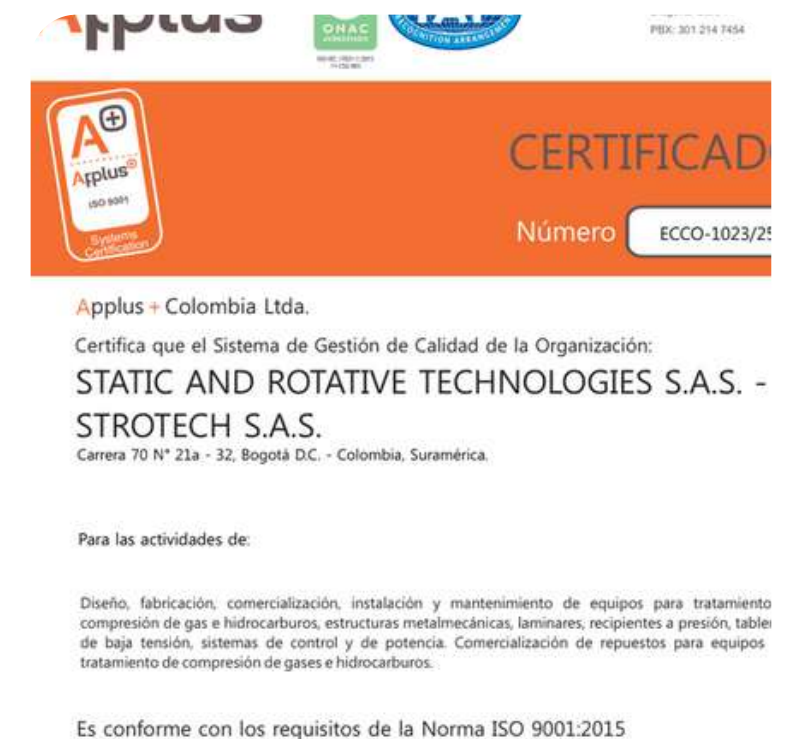 Applus
ONAC
ACREDITADO
RECOGNITION ARRANGEMENT
PBX: 301 214 7454
A+
Applus+
ISO 9001
Systems
Certification
CERTIFICAD
Número ECCO-1023/25
Applus + Colombia Ltda.
Certifica que el Sistema de Gestión de Calidad de la Organización:
STATIC AND ROTATIVE TECHNOLOGIES S.A.S. -
STROTECH S.A.S.
Carrera 70 N° 21a - 32, Bogotá D.C. - Colombia, Suramérica.
Para las actividades de:
Diseño, fabricación, comercialización, instalación y mantenimiento de equipos para tratamiento
compresión de gas e hidrocarburos, estructuras metalmecánicas, laminares, recipientes a presión, table
de baja tensión, sistemas de control y de potencia. Comercialización de repuestos para equipos
tratamiento de compresión de gases e hidrocarburos.
Es conforme con los requisitos de la Norma ISO 9001:2015